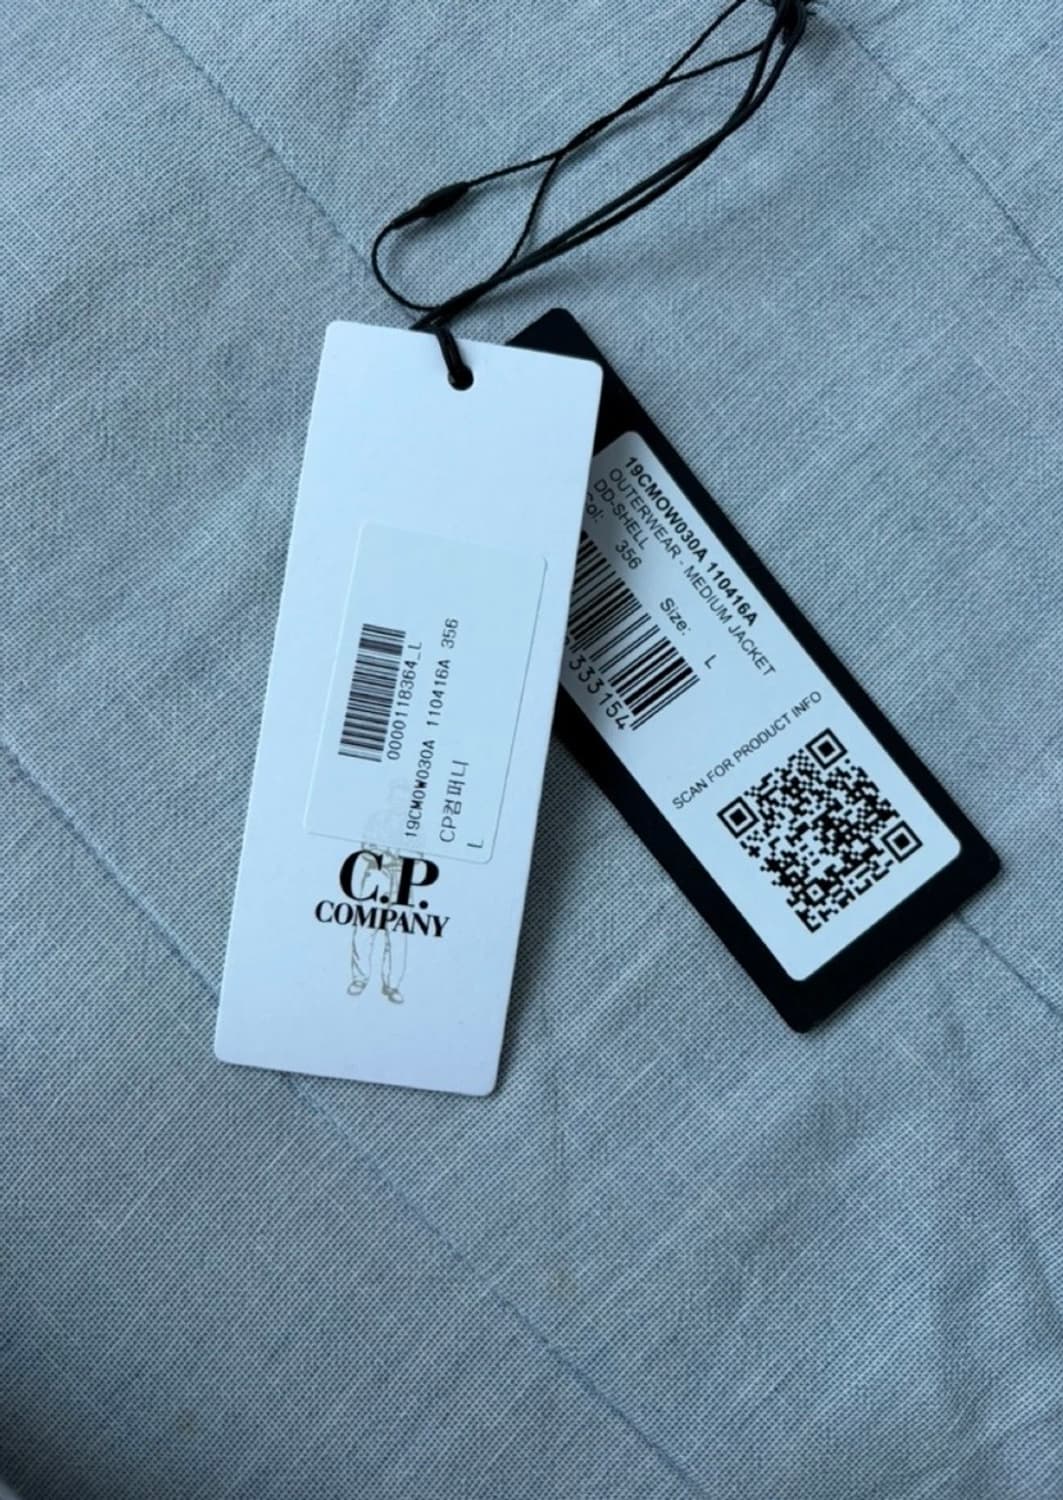 0000118364_L
19CMOW030A 110416A 356
CP컴퍼니
L
C.P.
COMPANY
19CMOW030A 110416A
OUTERWEAR - MEDIUM JACKET
DD-SHELL
Col: 356 Size: L
333154
SCAN FOR PRODUCT INFO